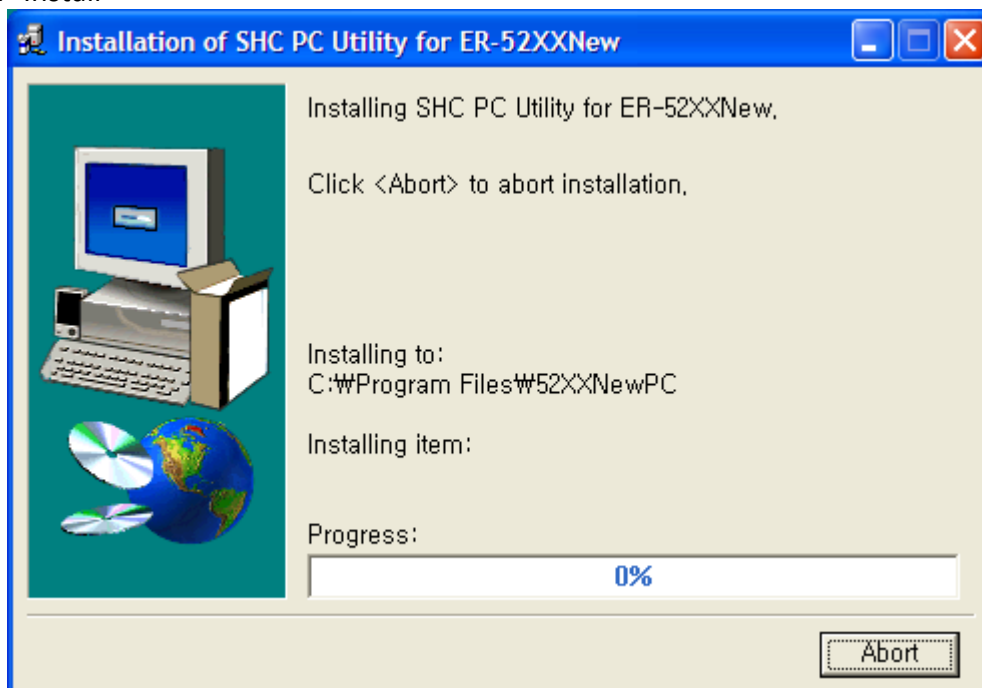 Installation of SHC PC Utility for ER-52XXNew
Installing SHC PC Utility for ER-52XXNew,
Click <Abort> to abort installation,
Installing to:
C:₩Program Files₩52XXNewPC
Installing item:
Progress:
0%
Abort